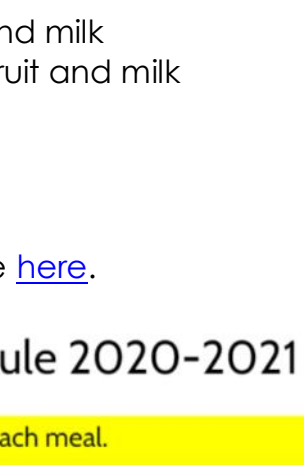 nd milk
ruit and milk
e here.
ule 2020-2021
ach meal.